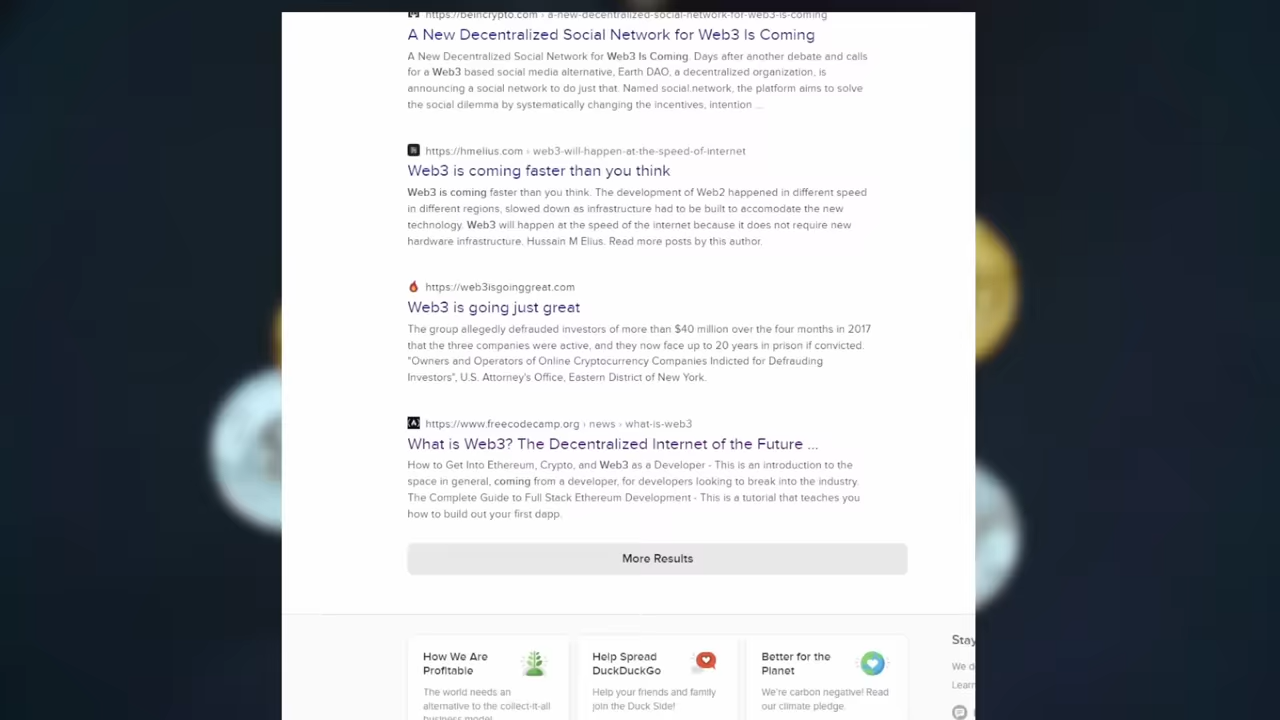 https://beincrypto.com › a-new-decentralized-social-network-for-web3-is-coming
A New Decentralized Social Network for Web3 Is Coming
A New Decentralized Social Network for Web3 Is Coming. Days after another debate and calls
for a Web3 based social media alternative, Earth DAO, a decentralized organization, is
announcing a social network to do just that. Named social.network, the platform aims to solve
the social dilemma by systematically changing the incentives, intention ...
https://hmelius.com › web3-will-happen-at-the-speed-of-internet
Web3 is coming faster than you think
Web3 is coming faster than you think. The development of Web2 happened in different speed
in different regions, slowed down as infrastructure had to be built to accomodate the new
technology. Web3 will happen at the speed of the internet because it does not require new
hardware infrastructure. Hussain M Elius. Read more posts by this author.
https://web3isgoinggreat.com
Web3 is going just great
The group allegedly defrauded investors of more than $40 million over the four months in 2017
that the three companies were active, and they now face up to 20 years in prison if convicted.
"Owners and Operators of Online Cryptocurrency Companies Indicted for Defrauding
Investors", U.S. Attorney's Office, Eastern District of New York.
https://www.freecodecamp.org › news › what-is-web3
What is Web3? The Decentralized Internet of the Future ...
How to Get Into Ethereum, Crypto, and Web3 as a Developer - This is an introduction to the
space in general, coming from a developer, for developers looking to break into the industry.
The Complete Guide to Full Stack Ethereum Development - This is a tutorial that teaches you
how to build out your first dapp.
More Results
How We Are
Profitable
The world needs an
alternative to the collect-it-all
business model.
Help Spread
DuckDuckGo
Help your friends and family
join the Duck Side!
Better for the
Planet
We're carbon negative! Read
our climate pledge.
Stay
We d
Learn